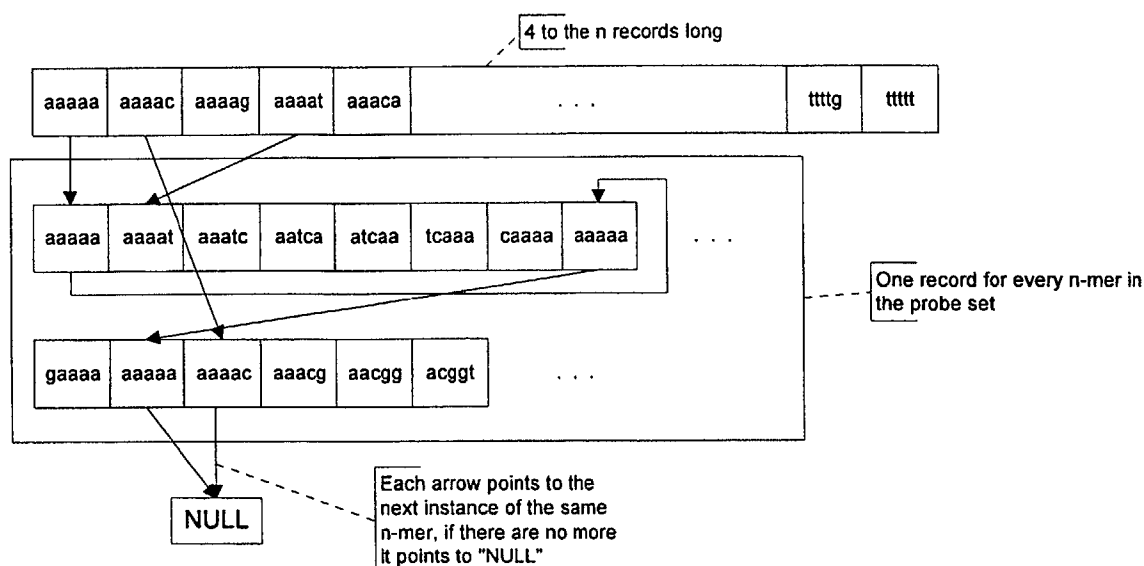 4 to the n records long
aaaaa aaaac aaaag aaaat aaaca . . . ttttg ttttt
aaaaa aaaat aaatc aatca atcaa tcaaa caaaa aaaaa . . .
One record for every n-mer in
the probe set
gaaaa aaaaa aaaac aaacg aacgg acggt . . .
Each arrow points to the
next instance of the same
n-mer, if there are no more
it points to "NULL"
NULL